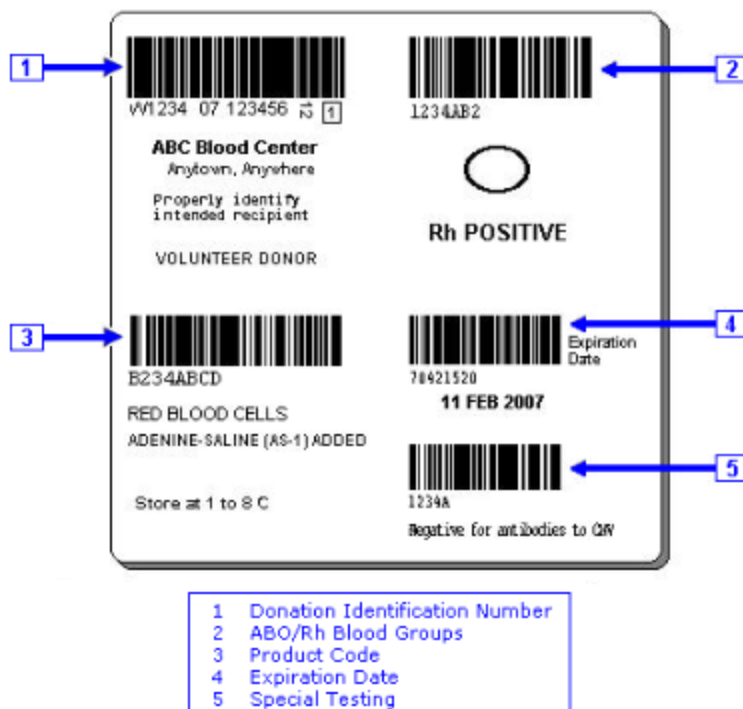 1
2
W1234 07 123456 12 1
1234AB2
ABC Blood Center
Anytown, Anywhere
Properly identify
intended recipient
VOLUNTEER DONOR
O
Rh POSITIVE
3
4
B234ABCD
Expiration
Date
70421520
11 FEB 2007
RED BLOOD CELLS
ADENINE-SALINE (AS-1) ADDED
5
Store at 1 to 8 C
1234A
Negative for antibodies to CMV
1 Donation Identification Number
2 ABO/Rh Blood Groups
3 Product Code
4 Expiration Date
5 Special Testing